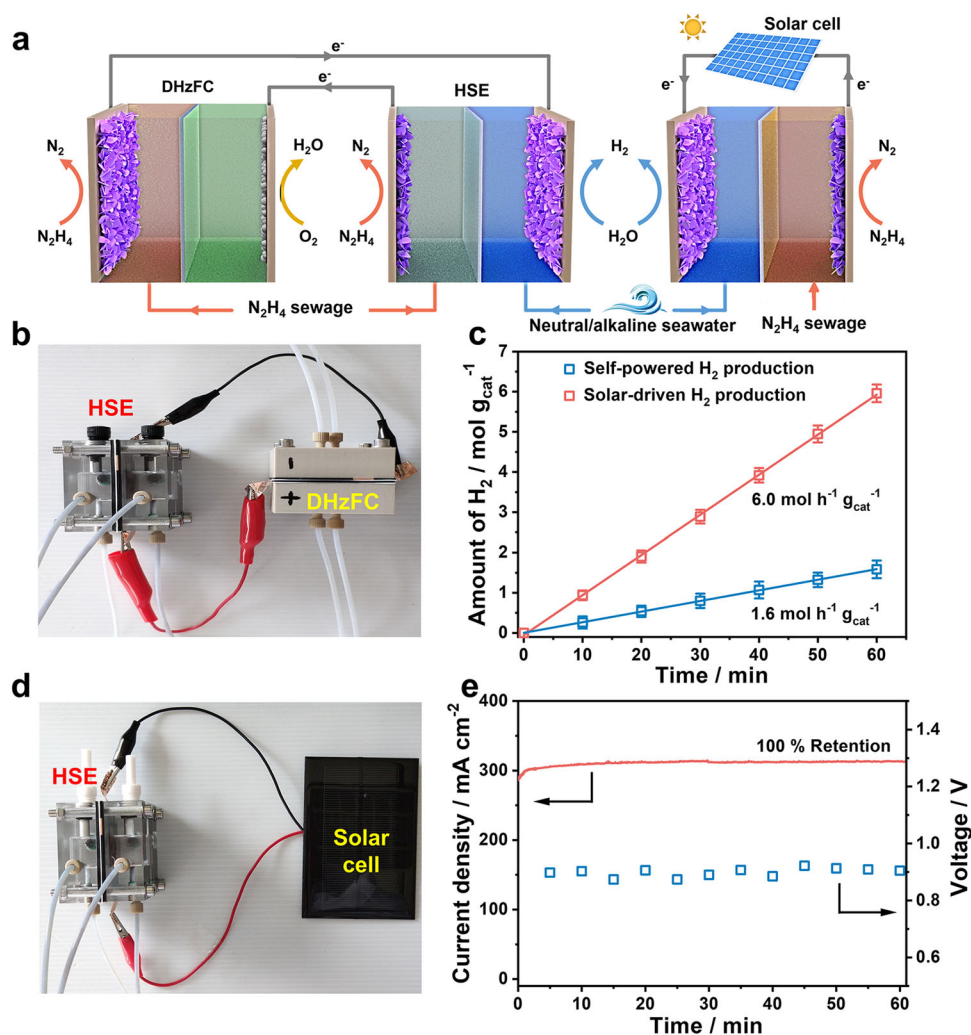 a
Solar cell
e⁻
DHzFC
e⁻
HSE
e⁻
e⁻
N₂
H₂O
N₂
H₂
N₂
N₂H₄
O₂
N₂H₄
H₂O
N₂H₄
N₂H₄ sewage
Neutral/alkaline seawater
N₂H₄ sewage
b
HSE
-
+
DHzFC
c
Amount of H₂ / mol g_cat⁻¹
7
6
5
4
3
2
1
0
Self-powered H₂ production
Solar-driven H₂ production
6.0 mol h⁻¹ g_cat⁻¹
1.6 mol h⁻¹ g_cat⁻¹
0 10 20 30 40 50 60
Time / min
d
HSE
Solar
cell
e
Current density / mA cm⁻²
400
300
200
100
0
100 % Retention
1.4
1.2
1.0
0.8
0.6
Voltage / V
0 10 20 30 40 50 60
Time / min